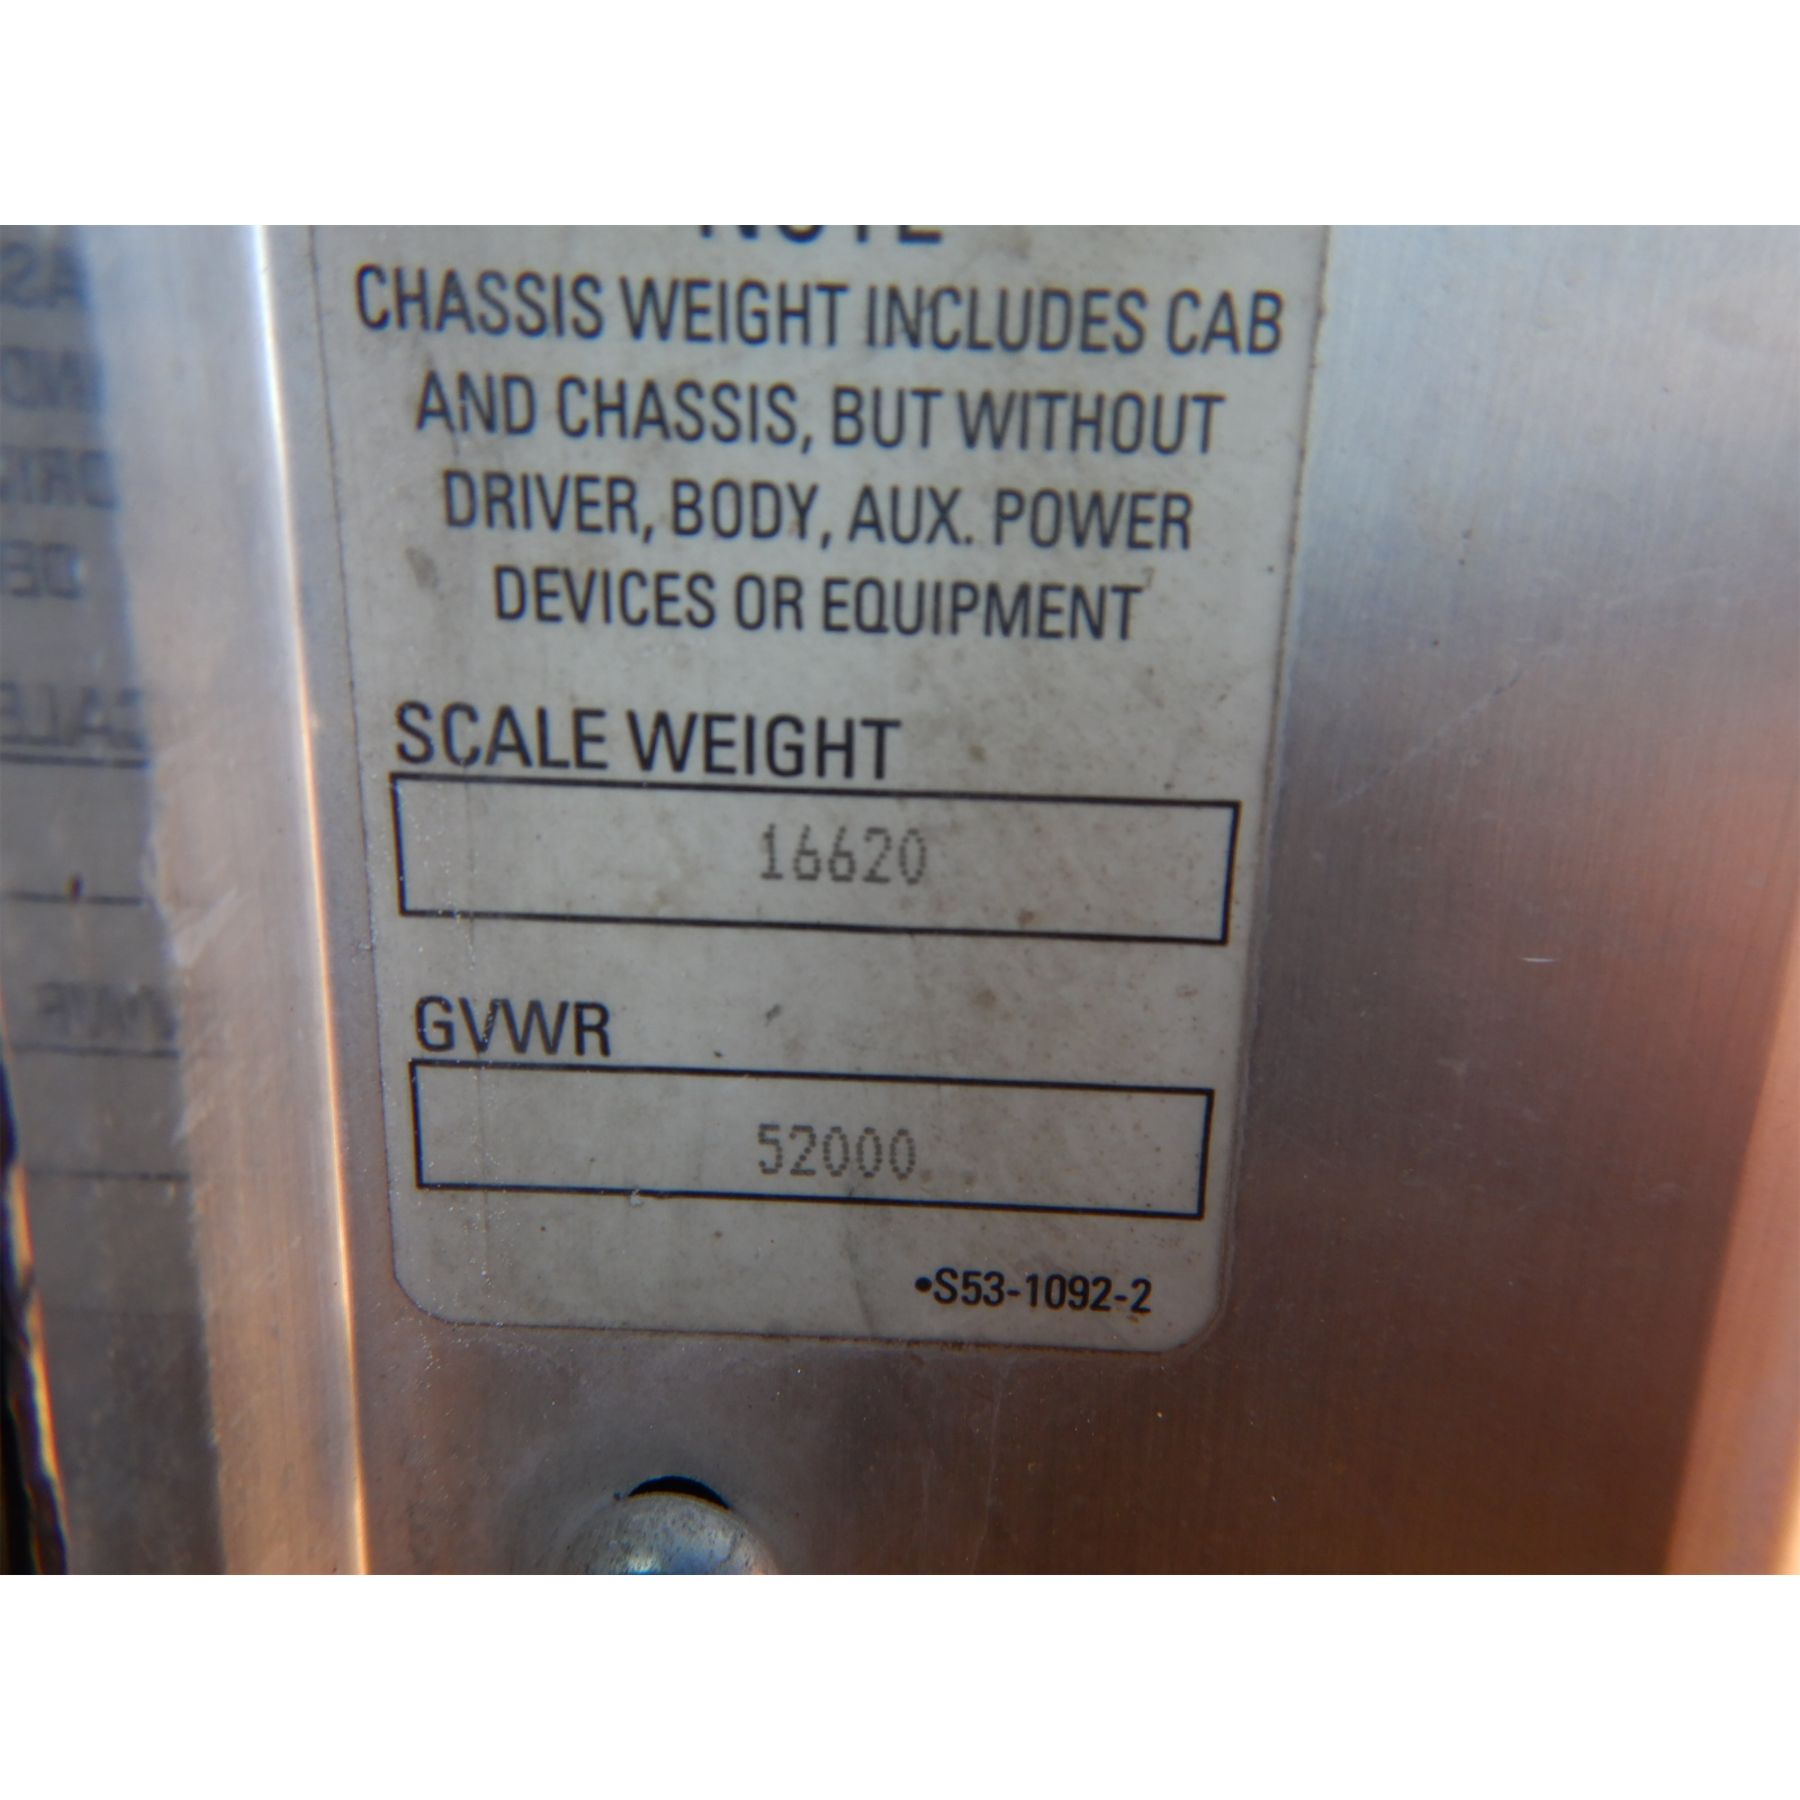 NOTE
CHASSIS WEIGHT INCLUDES CAB
AND CHASSIS, BUT WITHOUT
DRIVER, BODY, AUX. POWER
DEVICES OR EQUIPMENT
SCALE WEIGHT
16620
GVWR
52000
•S53-1092-2